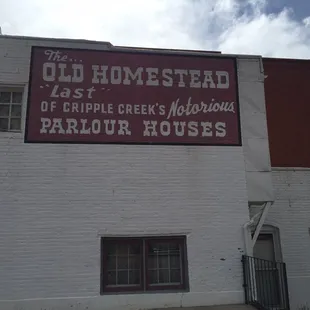 The...
OLD HOMESTEAD
"Last"
OF CRIPPLE CREEK'S Notorious
PARLOUR HOUSES